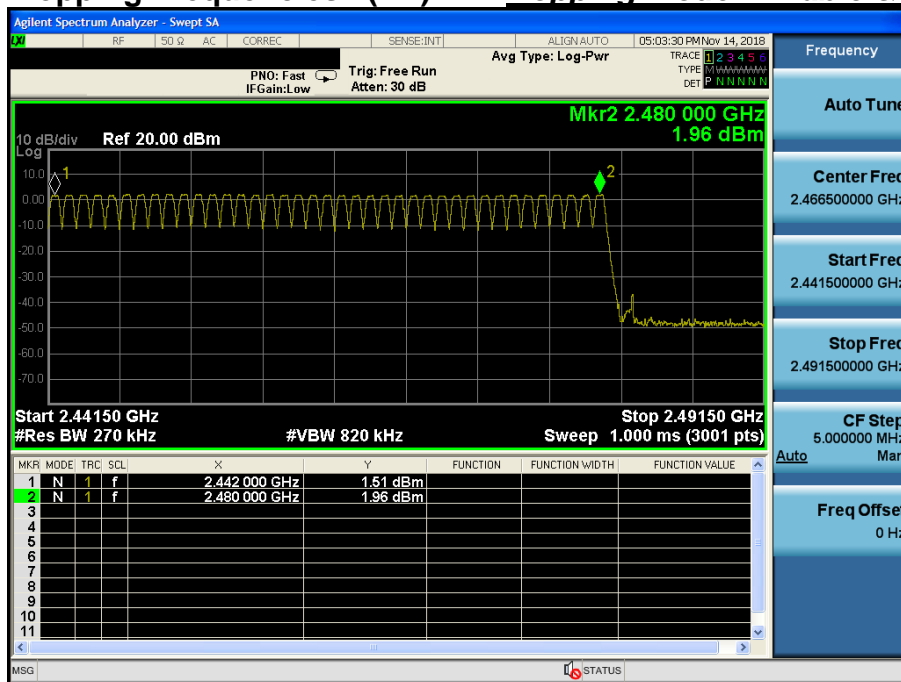 Agilent Spectrum Analyzer - Swept SA
LXI RF 50 Ω AC CORREC SENSE:INT ALIGN AUTO 05:03:30 PM Nov 14, 2018
Frequency
PNO: Fast
IFGain:Low
Trig: Free Run
Atten: 30 dB
Avg Type: Log-Pwr
TRACE 1 2 3 4 5 6
TYPE M WWWWW
DET P N N N N N
Auto Tune
Mkr2 2.480 000 GHz
1.96 dBm
10 dB/div Ref 20.00 dBm
Log
10.0
0.00
-10.0
-20.0
-30.0
-40.0
-50.0
-60.0
-70.0
1
2
Center Freq
2.466500000 GHz
Start Freq
2.441500000 GHz
Stop Freq
2.491500000 GHz
Start 2.44150 GHz Stop 2.49150 GHz
#Res BW 270 kHz #VBW 820 kHz Sweep 1.000 ms (3001 pts)
CF Step
5.000000 MHz
Auto Man
MKR MODE TRC SCL X Y FUNCTION FUNCTION WIDTH FUNCTION VALUE
1 N 1 f 2.442 000 GHz 1.51 dBm
2 N 1 f 2.480 000 GHz 1.96 dBm
3
4
5
6
7
8
9
10
11
Freq Offset
0 Hz
MSG STATUS